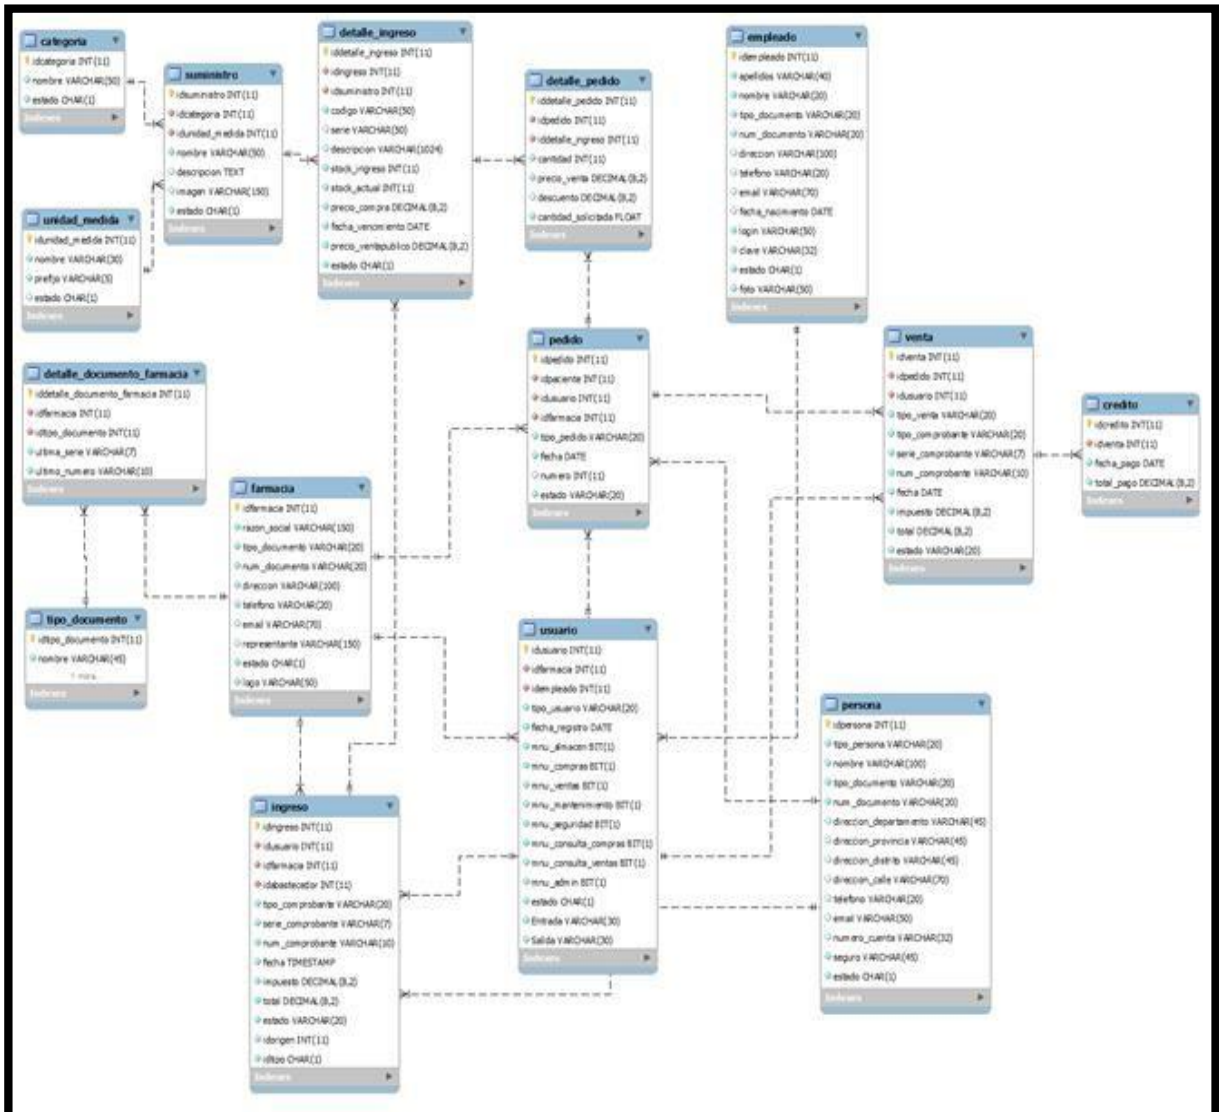 categoria
idcategoria INT(11)
nombre VARCHAR(50)
estado CHAR(1)
Indexes
suministro
idsuministro INT(11)
idcategoria INT(11)
idunidad_medida INT(11)
nombre VARCHAR(50)
descripcion TEXT
imagen VARCHAR(150)
estado CHAR(1)
Indexes
unidad_medida
idunidad_medida INT(11)
nombre VARCHAR(30)
prefijo VARCHAR(5)
estado CHAR(1)
Indexes
detalle_ingreso
iddetalle_ingreso INT(11)
idingreso INT(11)
idsuministro INT(11)
codigo VARCHAR(50)
serie VARCHAR(50)
descripcion VARCHAR(1024)
stock_ingreso INT(11)
stock_actual INT(11)
precio_compra DECIMAL(8,2)
fecha_vencimiento DATE
precio_ventapublico DECIMAL(8,2)
estado CHAR(1)
Indexes
detalle_pedido
iddetalle_pedido INT(11)
idpedido INT(11)
iddetalle_ingreso INT(11)
cantidad INT(11)
precio_venta DECIMAL(8,2)
descuento DECIMAL(8,2)
cantidad_solicitada FLOAT
Indexes
empleado
idempleado INT(11)
apellidos VARCHAR(40)
nombre VARCHAR(20)
tipo_documento VARCHAR(20)
num_documento VARCHAR(20)
direccion VARCHAR(100)
telefono VARCHAR(20)
email VARCHAR(70)
fecha_nacimiento DATE
login VARCHAR(50)
clave VARCHAR(32)
estado CHAR(1)
foto VARCHAR(50)
Indexes
pedido
idpedido INT(11)
idpaciente INT(11)
idusuario INT(11)
idfarmacia INT(11)
tipo_pedido VARCHAR(20)
fecha DATE
numero INT(11)
estado VARCHAR(20)
Indexes
venta
idventa INT(11)
idpedido INT(11)
idusuario INT(11)
tipo_venta VARCHAR(20)
tipo_comprobante VARCHAR(20)
serie_comprobante VARCHAR(7)
num_comprobante VARCHAR(10)
fecha DATE
impuesto DECIMAL(8,2)
total DECIMAL(8,2)
estado VARCHAR(20)
Indexes
credito
idcredito INT(11)
idventa INT(11)
fecha_pago DATE
total_pago DECIMAL(8,2)
Indexes
detalle_documento_farmacia
iddetalle_documento_farmacia INT(11)
idfarmacia INT(11)
idtipo_documento INT(11)
ultima_serie VARCHAR(7)
ultimo_numero VARCHAR(10)
Indexes
farmacia
idfarmacia INT(11)
razon_social VARCHAR(150)
tipo_documento VARCHAR(20)
num_documento VARCHAR(20)
direccion VARCHAR(100)
telefono VARCHAR(20)
email VARCHAR(70)
representante VARCHAR(150)
estado CHAR(1)
logo VARCHAR(50)
Indexes
tipo_documento
idtipo_documento INT(11)
nombre VARCHAR(45)
1 more...
Indexes
usuario
idusuario INT(11)
idfarmacia INT(11)
idempleado INT(11)
tipo_usuario VARCHAR(20)
fecha_registro DATE
mnu_almacen BIT(1)
mnu_compras BIT(1)
mnu_ventas BIT(1)
mnu_mantenimiento BIT(1)
mnu_seguridad BIT(1)
mnu_consulta_compras BIT(1)
mnu_consulta_ventas BIT(1)
mnu_admin BIT(1)
estado CHAR(1)
Entrada VARCHAR(30)
Salida VARCHAR(30)
Indexes
persona
idpersona INT(11)
tipo_persona VARCHAR(20)
nombre VARCHAR(100)
tipo_documento VARCHAR(20)
num_documento VARCHAR(20)
direccion_departamento VARCHAR(45)
direccion_provincia VARCHAR(45)
direccion_distrito VARCHAR(45)
direccion_calle VARCHAR(70)
telefono VARCHAR(20)
email VARCHAR(50)
numero_cuenta VARCHAR(32)
seguro VARCHAR(45)
estado CHAR(1)
Indexes
ingreso
idingreso INT(11)
idusuario INT(11)
idfarmacia INT(11)
idabastecedor INT(11)
tipo_comprobante VARCHAR(20)
serie_comprobante VARCHAR(7)
num_comprobante VARCHAR(10)
fecha TIMESTAMP
impuesto DECIMAL(8,2)
total DECIMAL(8,2)
estado VARCHAR(20)
idorigen INT(11)
idtipo CHAR(1)
Indexes